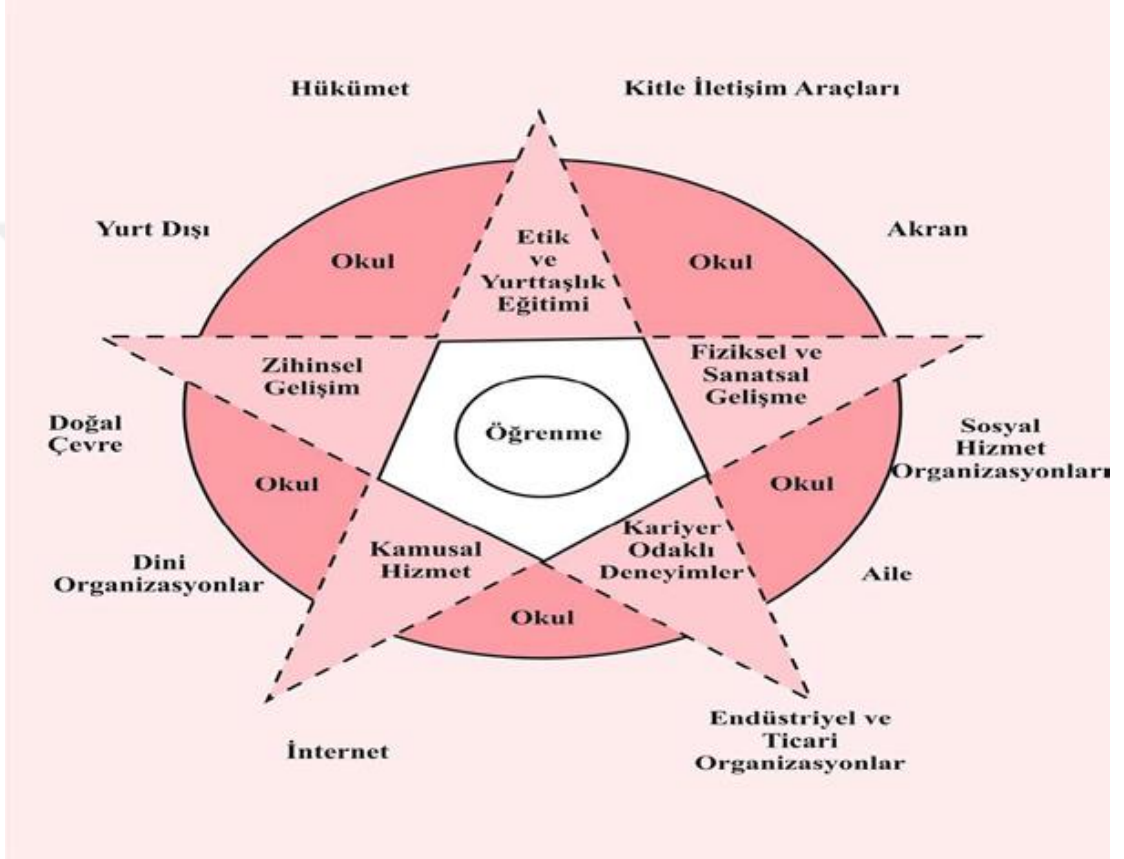 Hükümet
Kitle İletişim Araçları
Yurt Dışı
Akran
Okul
Etik
ve
Yurttaşlık
Eğitimi
Okul
Zihinsel
Gelişim
Fiziksel ve
Sanatsal
Gelişme
Öğrenme
Doğal
Çevre
Sosyal
Hizmet
Organizasyonları
Okul
Okul
Kamusal
Hizmet
Kariyer
Odaklı
Deneyimler
Dini
Organizasyonlar
Aile
Okul
İnternet
Endüstriyel ve
Ticari
Organizasyonlar